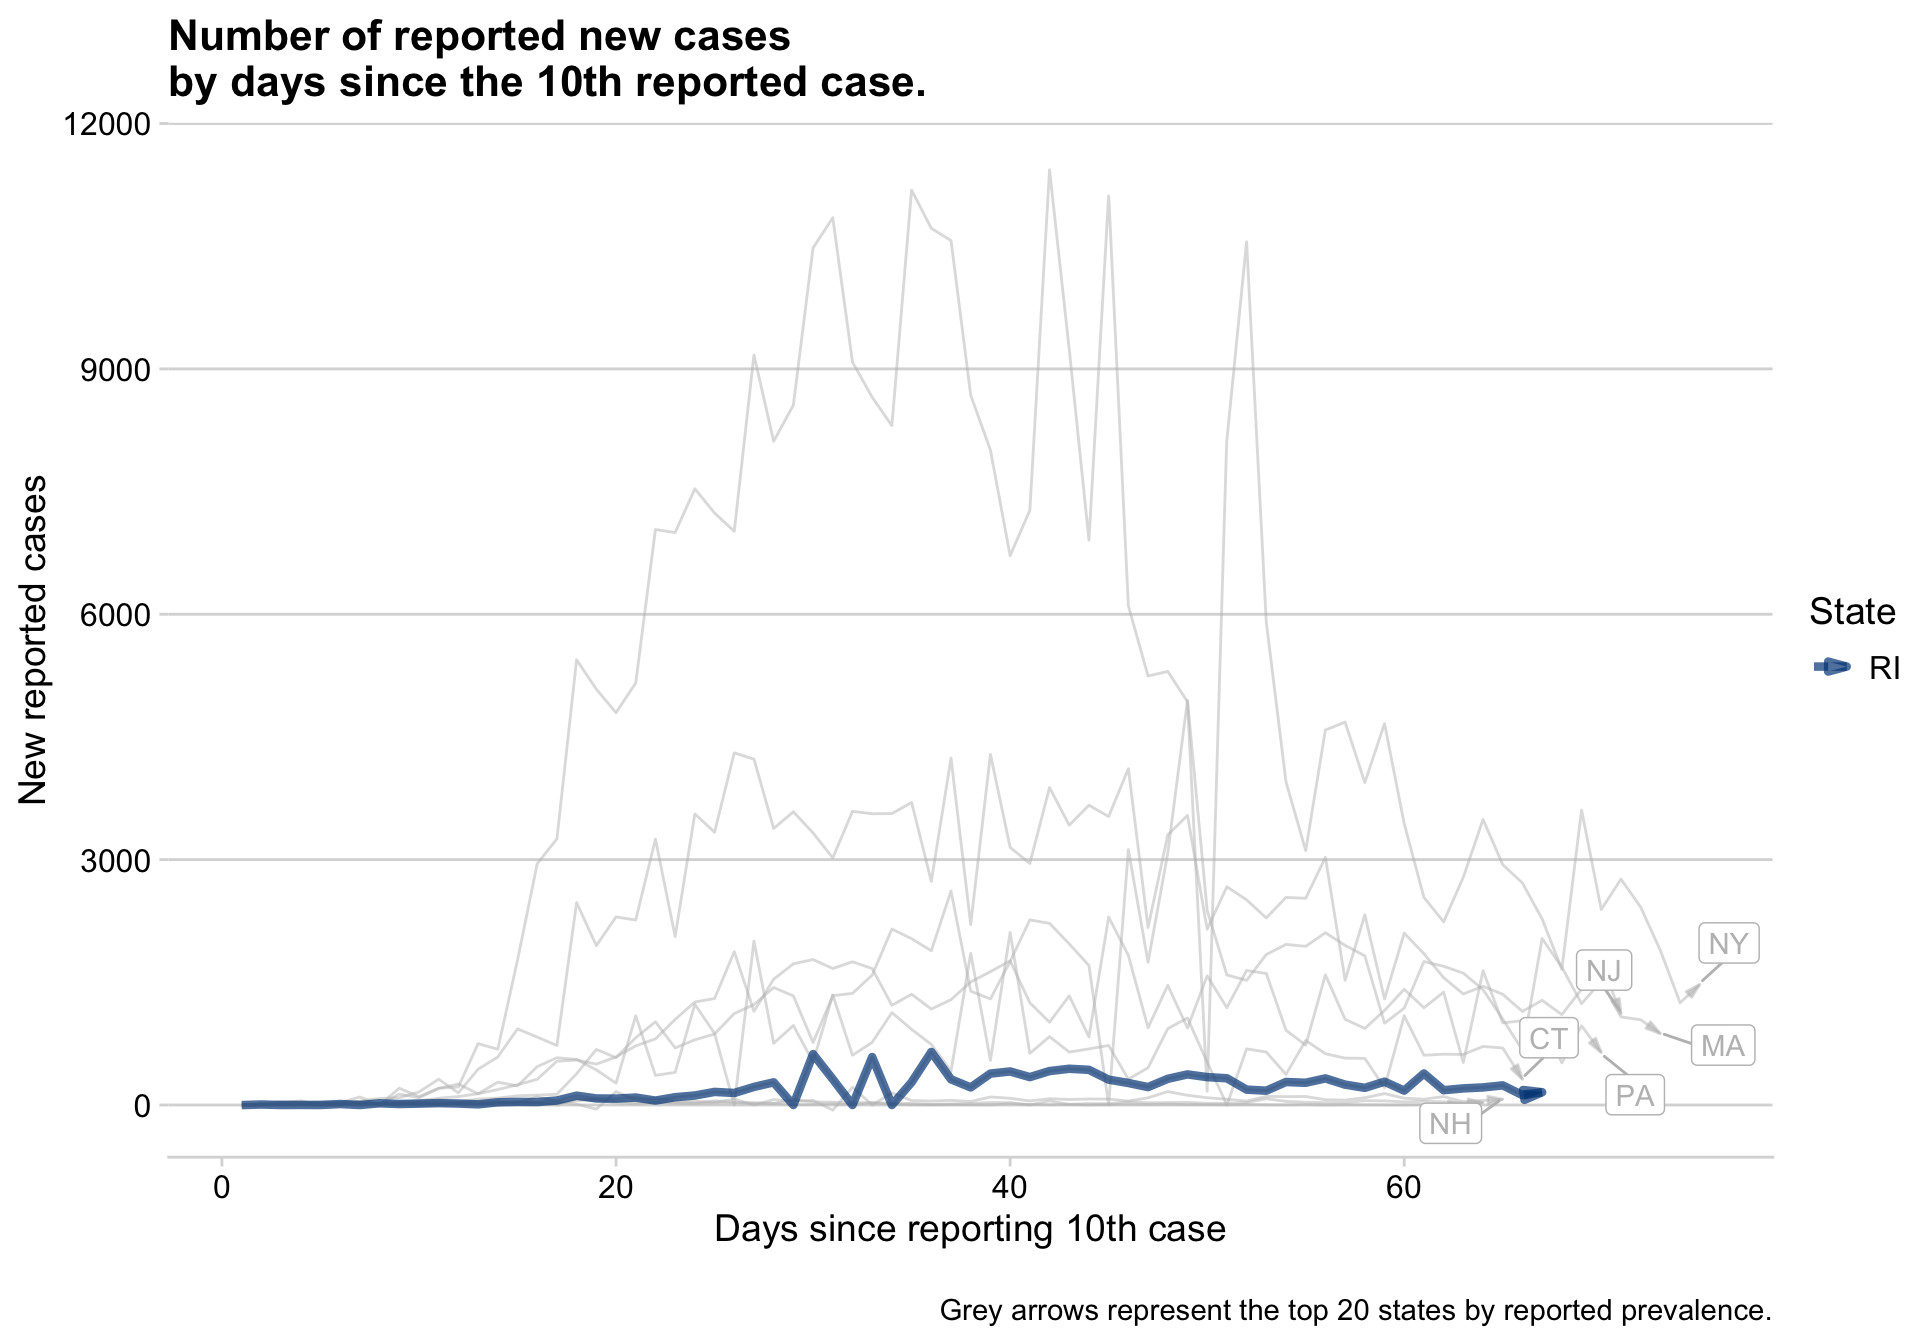 Number of reported new cases
by days since the 10th reported case.
12000
9000
6000
3000
0
New reported cases
0
20
40
60
Days since reporting 10th case
NY
NJ
CT
MA
PA
NH
State
RI
Grey arrows represent the top 20 states by reported prevalence.